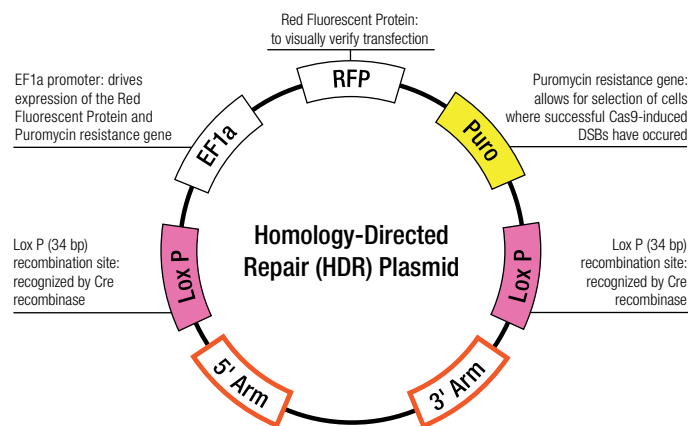 Red Fluorescent Protein:
to visually verify transfection
RFP
EF1a promoter: drives
expression of the Red
Fluorescent Protein and
Puromycin resistance gene
EF1a
Puromycin resistance gene:
allows for selection of cells
where successful Cas9-induced
DSBs have occured
Puro
Homology-Directed
Repair (HDR) Plasmid
Lox P (34 bp)
recombination site:
recognized by Cre
recombinase
Lox P
Lox P
Lox P (34 bp)
recombination site:
recognized by Cre
recombinase
5' Arm
3' Arm